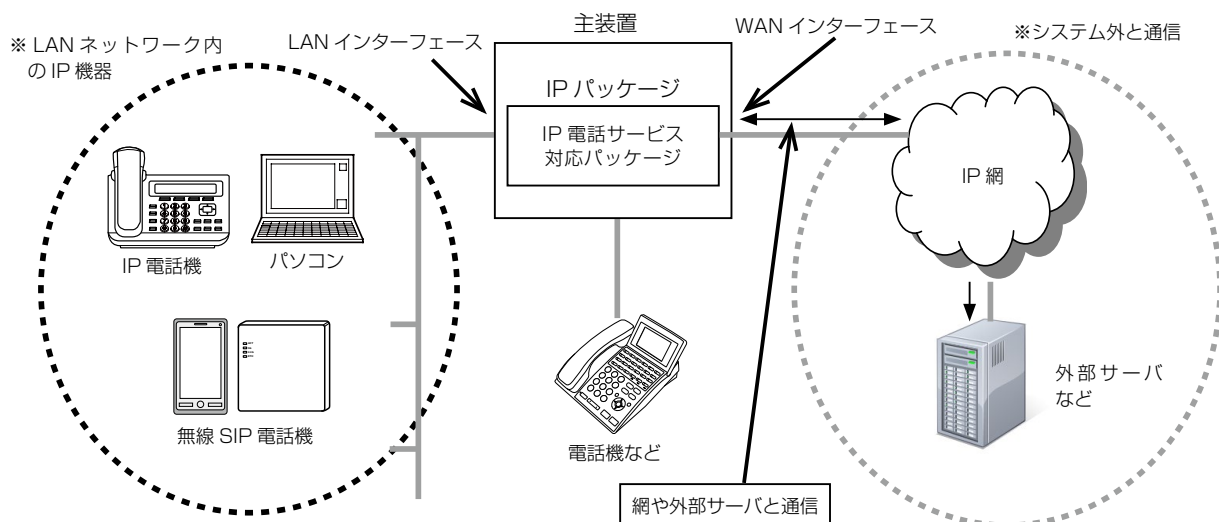 主装置
※ LAN ネットワーク内
の IP 機器
LAN インターフェース
WAN インターフェース
※システム外と通信
IP パッケージ
IP 電話サービス
対応パッケージ
IP 網
IP 電話機
パソコン
無線 SIP 電話機
電話機など
外部サーバ
など
網や外部サーバと通信